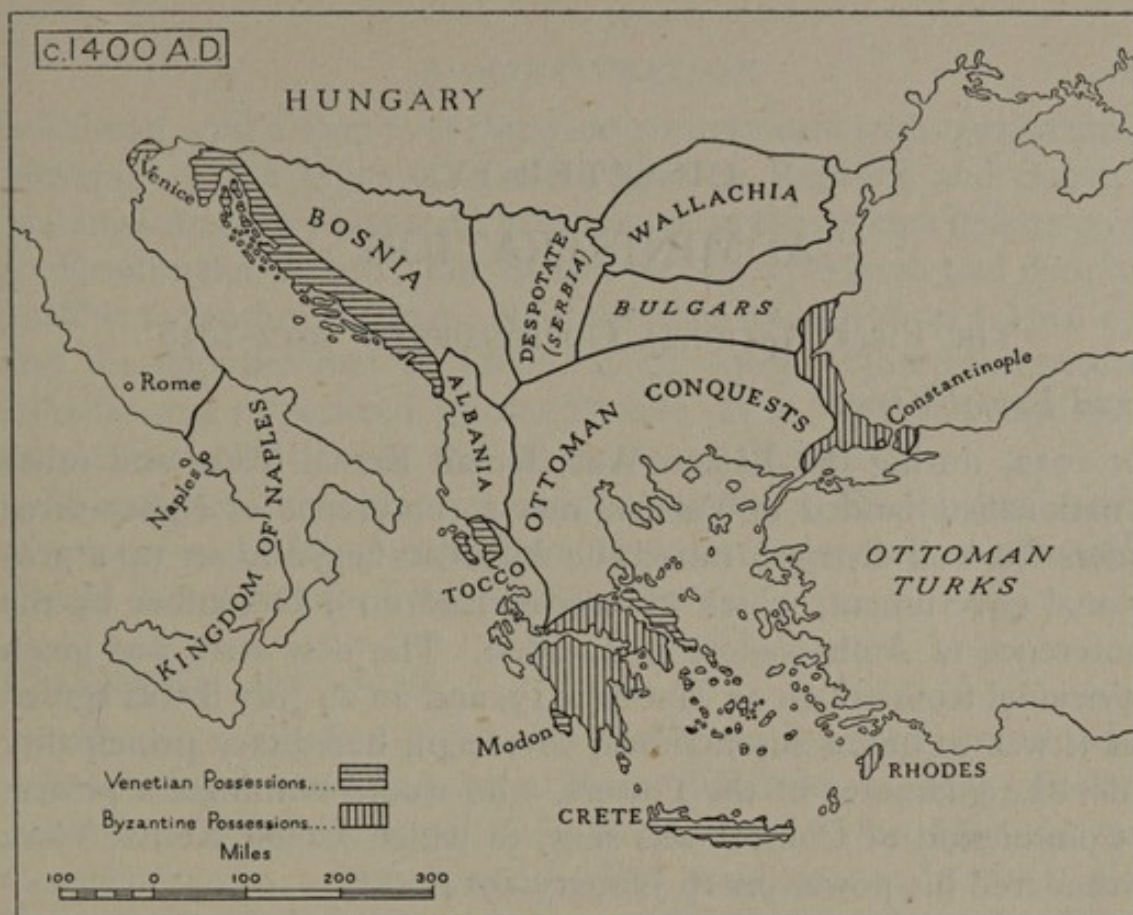 c.1400 A.D.
HUNGARY
Venice
BOSNIA
WALLACHIA
DESPOTATE
(SERBIA)
BULGARS
Rome
ALBANIA
OTTOMAN CONQUESTS
Constantinople
Naples
KINGDOM OF NAPLES
TOCCO
OTTOMAN
TURKS
Modon
RHODES
CRETE
Venetian Possessions....
Byzantine Possessions....
Miles
100 0 100 200 300